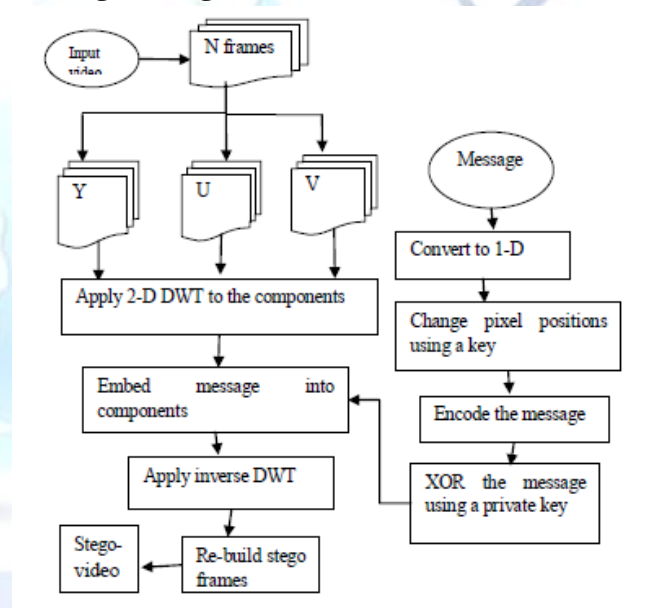 Input
video
N frames
Y
U
V
Message
Convert to 1-D
Apply 2-D DWT to the components
Change pixel positions
using a key
Embed message into
components
Encode the message
Apply inverse DWT
XOR the message
using a private key
Stego-
video
Re-build stego
frames